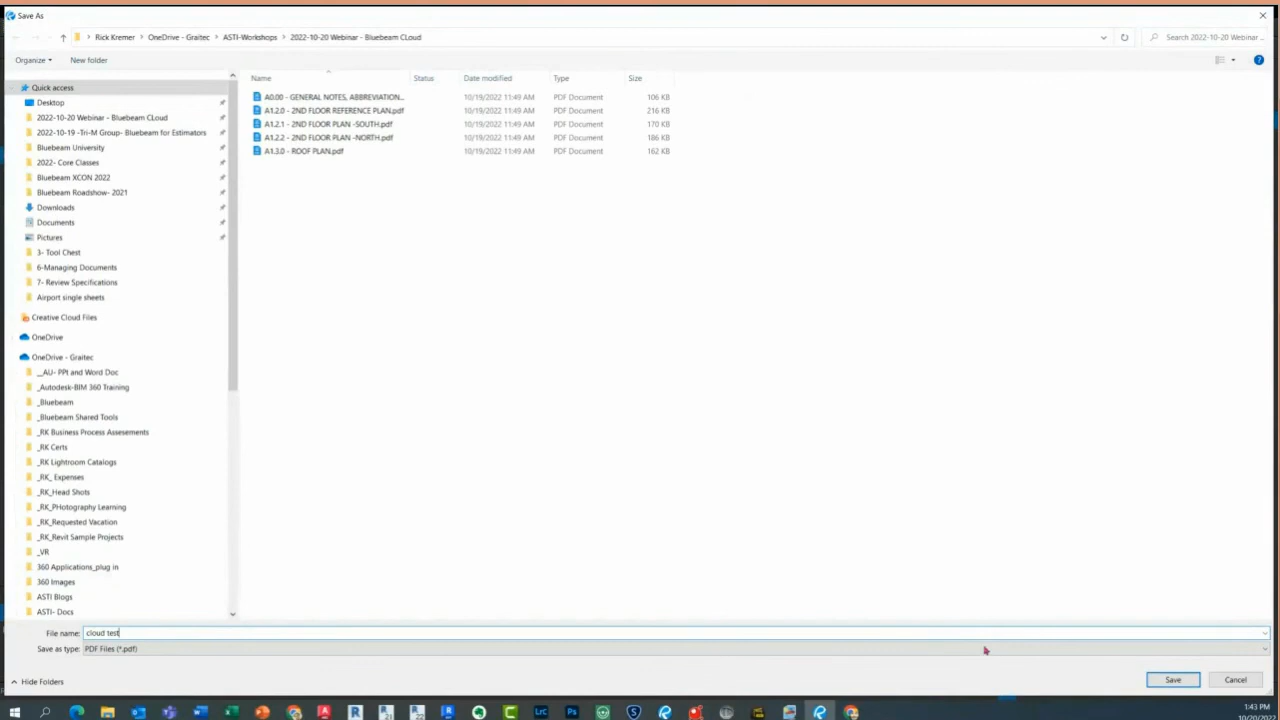 Save As
Rick Kremer > OneDrive - Graitec > ASTI-Workshops > 2022-10-20 Webinar - Bluebeam CLoud
Search 2022-10-20 Webinar ...
Organize
New folder
Name
Status
Date modified
Type
Size
A0.00 - GENERAL NOTES, ABBREVIATION... 10/19/2022 11:49 AM PDF Document 106 KB
A1.2.0 - 2ND FLOOR REFERENCE PLAN.pdf 10/19/2022 11:49 AM PDF Document 216 KB
A1.2.1 - 2ND FLOOR PLAN -SOUTH.pdf 10/19/2022 11:49 AM PDF Document 170 KB
A1.2.2 - 2ND FLOOR PLAN -NORTH.pdf 10/19/2022 11:49 AM PDF Document 186 KB
A1.3.0 - ROOF PLAN.pdf 10/19/2022 11:49 AM PDF Document 162 KB
Quick access
Desktop
2022-10-20 Webinar - Bluebeam CLoud
2022-10-19 -Tri-M Group- Bluebeam for Estimators
Bluebeam University
2022- Core Classes
Bluebeam XCON 2022
Bluebeam Roadshow- 2021
Downloads
Documents
Pictures
3- Tool Chest
6-Managing Documents
7- Review Specifications
Airport single sheets
Creative Cloud Files
OneDrive
OneDrive - Graitec
__AU- PPt and Word Doc
_Autodesk-BIM 360 Training
_Bluebeam
_Bluebeam Shared Tools
_RK Business Process Assesements
_RK Certs
_RK Lightroom Catalogs
_RK_ Expenses
_RK_Head Shots
_RK_PHotography Learning
_RK_Requested Vacation
_RK_Revit Sample Projects
_VR
360 Applications_plug in
360 Images
ASTI Blogs
ASTI- Docs
File name: cloud test
Save as type: PDF Files (*.pdf)
Hide Folders
Save
Cancel
1:43 PM
10/20/2022